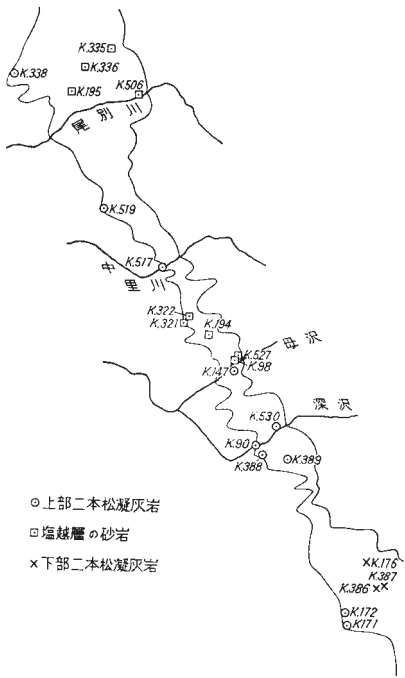 K.335
K.336
K.338
K.195
K.506
尾別川
K.519
K.517
中里川
K.322
K.321
K.194
K.527
K.98
K.147
母沢
深沢
K.530
K.90
K.388
K.389
上部二本松凝灰岩
塩越層の砂岩
下部二本松凝灰岩
K.176
K.387
K.386
K.172
K.171